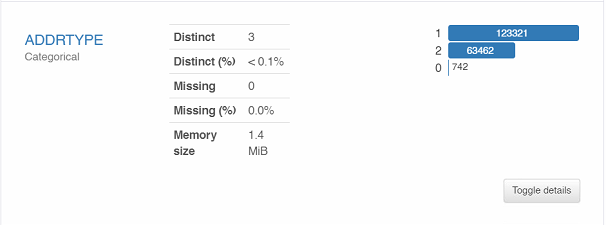 ADDRTYPE
Categorical
Distinct 3
Distinct (%) < 0.1%
Missing 0
Missing (%) 0.0%
Memory size 1.4 MiB
1 123321
2 63462
0 742
Toggle details